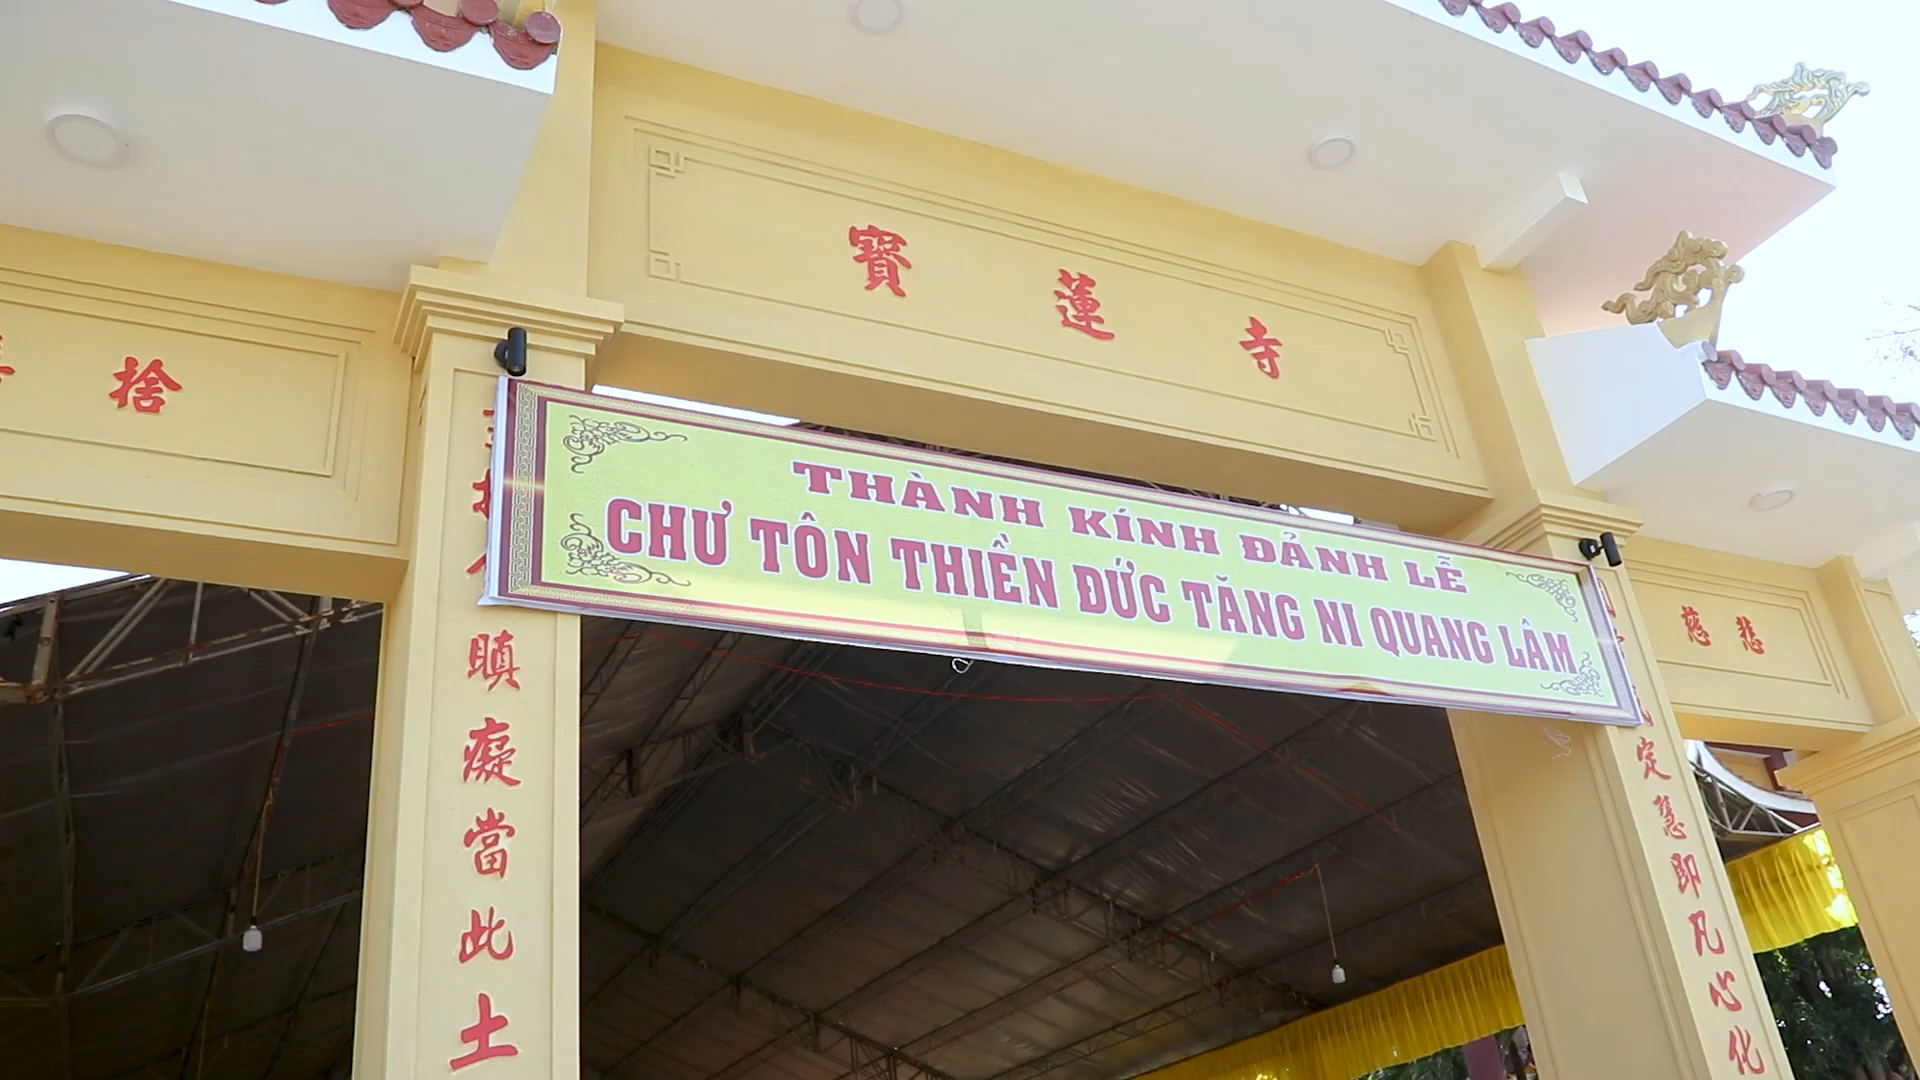 寶蓮寺
捨
THÀNH KÍNH ĐẢNH LỄ
CHƯ TÔN THIỀN ĐỨC TĂNG NI QUANG LÂM
慈悲
瞋癡當此土
定慧即凡心化